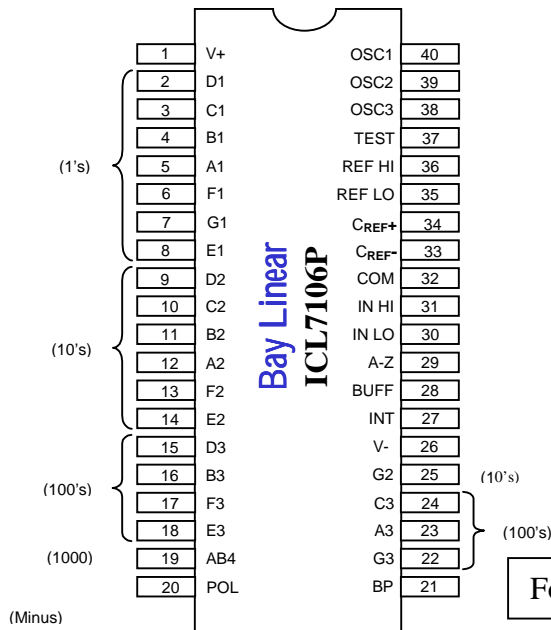 1 V+ OSC1 40
2 D1 OSC2 39
3 C1 OSC3 38
4 B1 TEST 37
(1's) 5 A1 REF HI 36
6 F1 REF LO 35
7 G1 CREF+ 34
8 E1 CREF- 33
9 D2 COM 32
10 C2 IN HI 31
(10's) 11 B2 IN LO 30
12 A2 A-Z 29
13 F2 BUFF 28
14 E2 INT 27
15 D3 V- 26
16 B3 G2 25 (10's)
(100's) 17 F3 C3 24
18 E3 A3 23 (100's)
(1000) 19 AB4 G3 22
20 POL BP 21
(Minus)
Bay Linear
ICL7106P